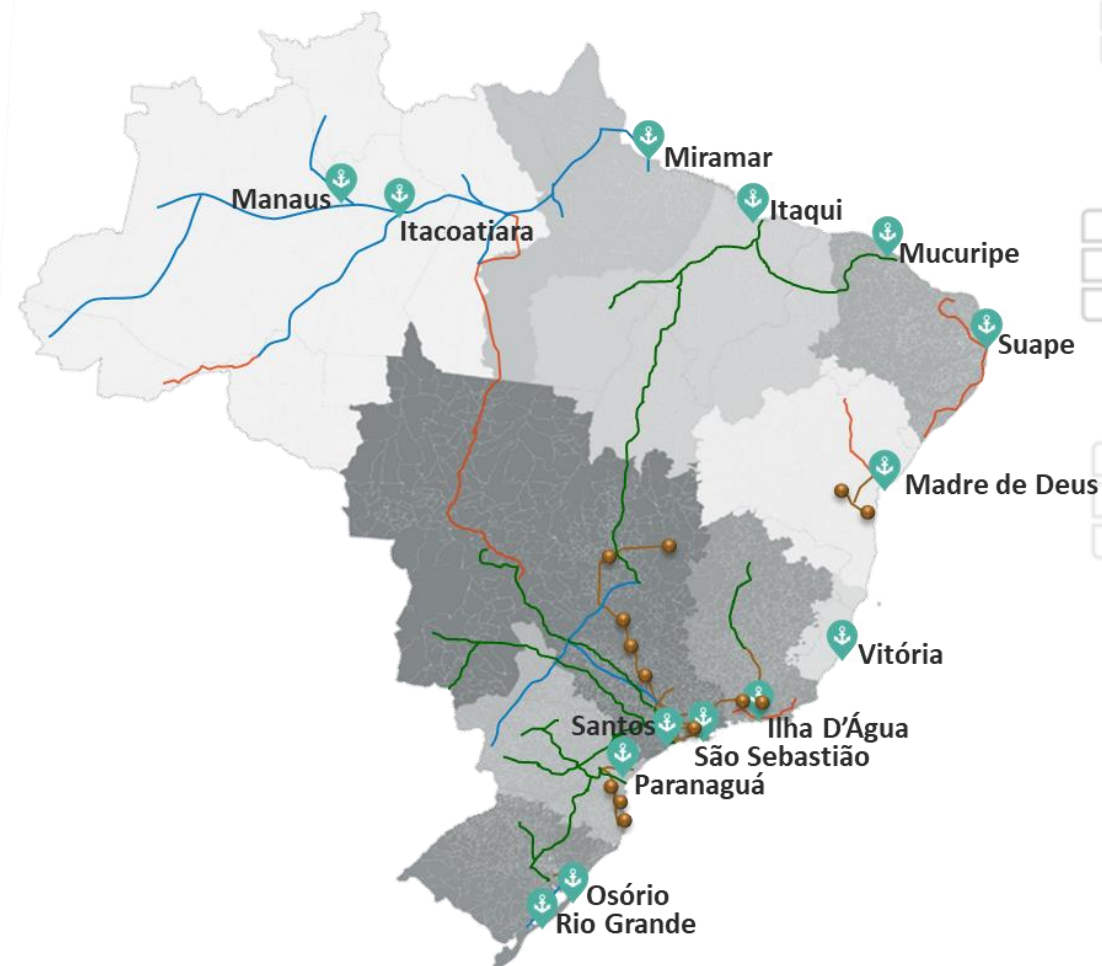 Miramar
Manaus
Itaqui
Itacoatiara
Mucuripe
Suape
Madre de Deus
Vitória
Santos
Ilha D'Água
São Sebastião
Paranaguá
Osório
Rio Grande